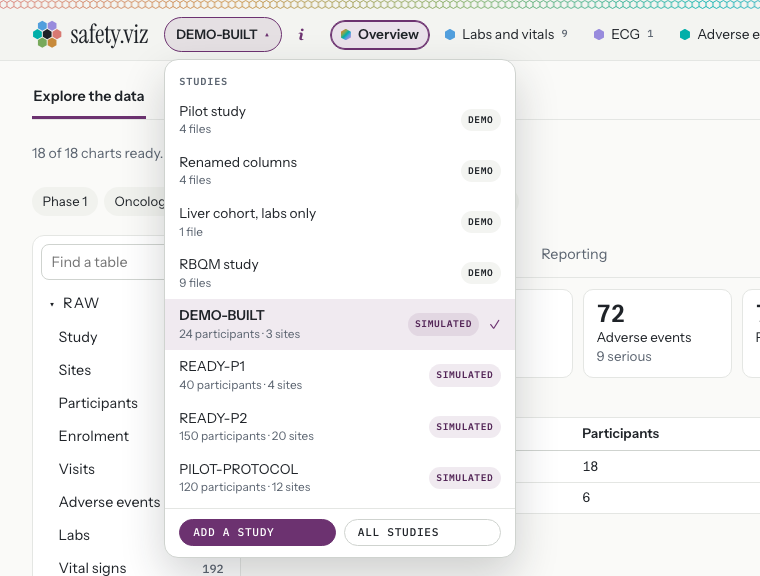 safety.viz
DEMO-BUILT
i
Overview
Labs and vitals 9
ECG 1
Adverse e
Explore the data
18 of 18 charts ready.
Phase 1
Oncolog
Find a table
RAW
Study
Sites
Participants
Enrolment
Visits
Adverse events
Labs
Vital signs 192
STUDIES
Pilot study
4 files
DEMO
Renamed columns
4 files
DEMO
Liver cohort, labs only
1 file
DEMO
RBQM study
9 files
DEMO
DEMO-BUILT
24 participants · 3 sites
SIMULATED
READY-P1
40 participants · 4 sites
SIMULATED
READY-P2
150 participants · 20 sites
SIMULATED
PILOT-PROTOCOL
120 participants · 12 sites
SIMULATED
ADD A STUDY
ALL STUDIES
Reporting
72
Adverse events
9 serious
Participants
18
6